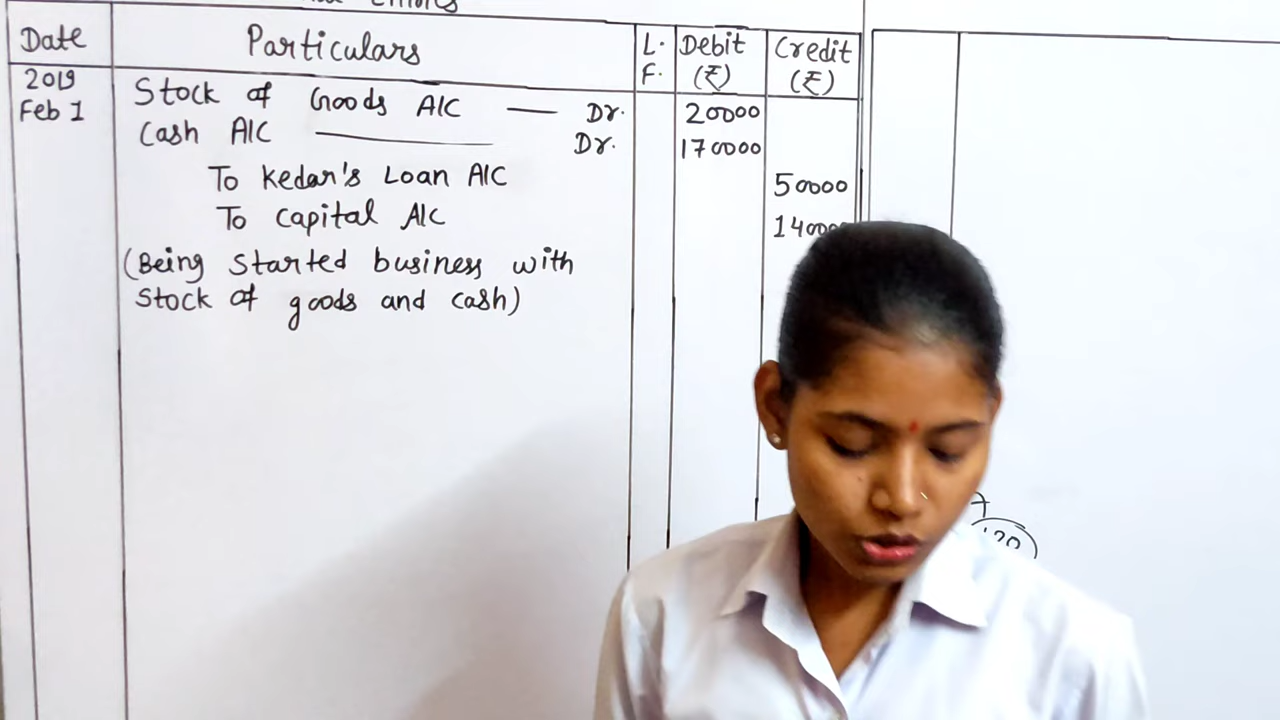 Date Particulars L.F. Debit (₹) Credit (₹)
2019
Feb 1 Stock of Goods A/C — Dr. 20000
Cash A/C — Dr. 170000
To Kedar's Loan A/C 50000
To Capital A/C 14000
(Being started business with
stock of goods and cash)